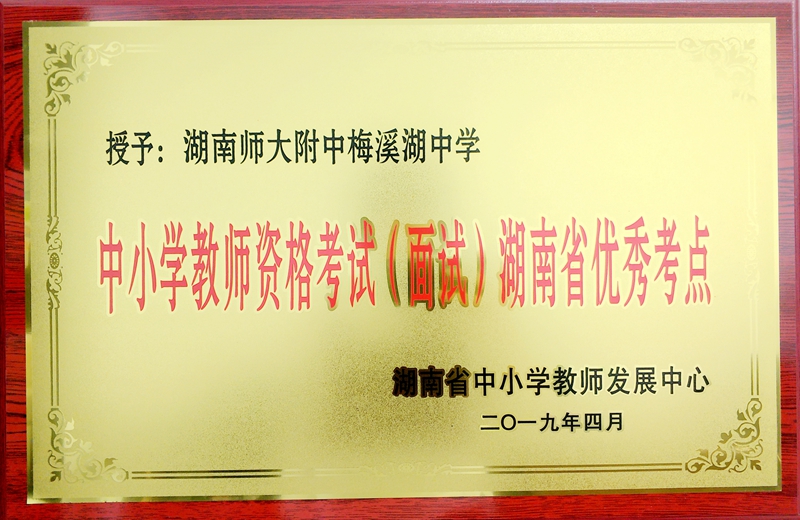 授予：湖南师大附中梅溪湖中学
中小学教师资格考试（面试）湖南省优秀考点
湖南省中小学教师发展中心
二〇一九年四月